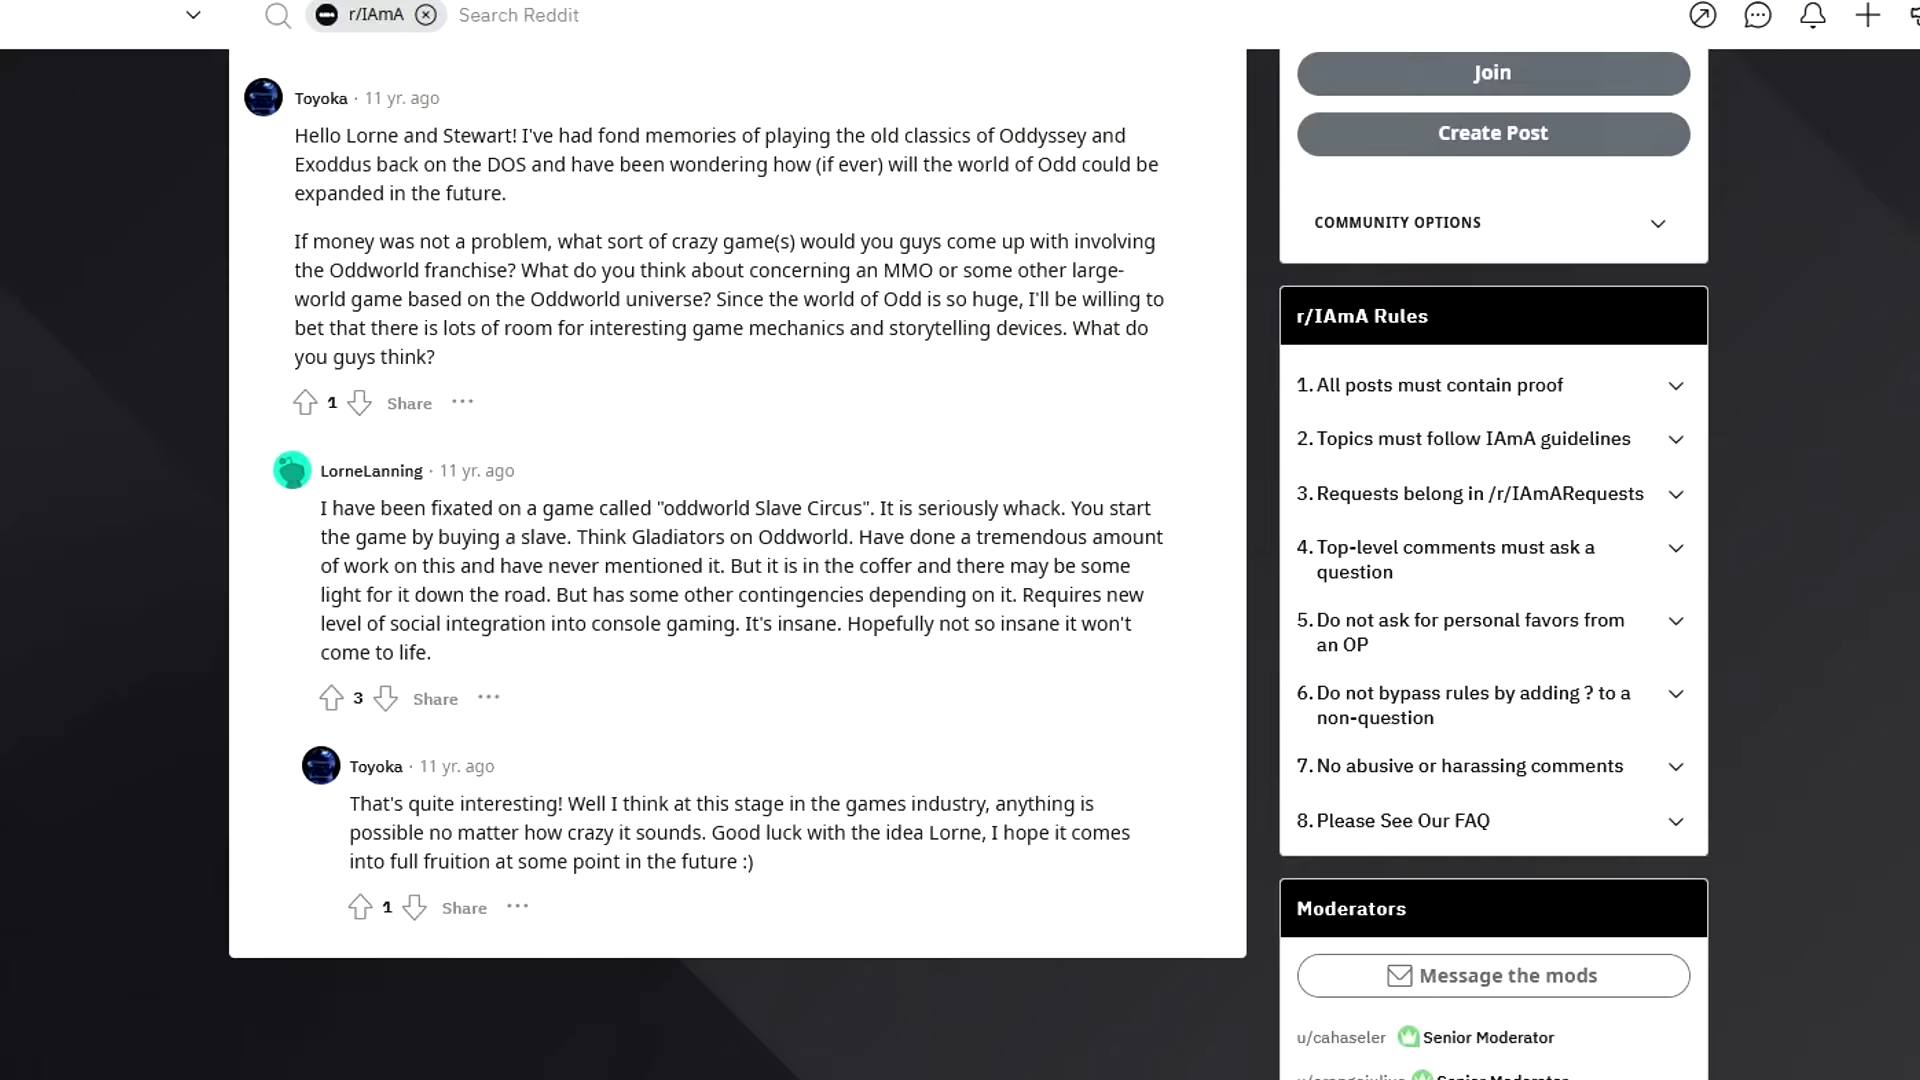 r/IAmA
Search Reddit
Toyoka · 11 yr. ago
Hello Lorne and Stewart! I've had fond memories of playing the old classics of Oddyssey and
Exoddus back on the DOS and have been wondering how (if ever) will the world of Odd could be
expanded in the future.
If money was not a problem, what sort of crazy game(s) would you guys come up with involving
the Oddworld franchise? What do you think about concerning an MMO or some other large-
world game based on the Oddworld universe? Since the world of Odd is so huge, I'll be willing to
bet that there is lots of room for interesting game mechanics and storytelling devices. What do
you guys think?
1 Share ···
LorneLanning · 11 yr. ago
I have been fixated on a game called "oddworld Slave Circus". It is seriously whack. You start
the game by buying a slave. Think Gladiators on Oddworld. Have done a tremendous amount
of work on this and have never mentioned it. But it is in the coffer and there may be some
light for it down the road. But has some other contingencies depending on it. Requires new
level of social integration into console gaming. It's insane. Hopefully not so insane it won't
come to life.
3 Share ···
Toyoka · 11 yr. ago
That's quite interesting! Well I think at this stage in the games industry, anything is
possible no matter how crazy it sounds. Good luck with the idea Lorne, I hope it comes
into full fruition at some point in the future :)
1 Share ···
Join
Create Post
COMMUNITY OPTIONS
r/IAmA Rules
1. All posts must contain proof
2. Topics must follow IAmA guidelines
3. Requests belong in /r/IAmARequests
4. Top-level comments must ask a
question
5. Do not ask for personal favors from
an OP
6. Do not bypass rules by adding ? to a
non-question
7. No abusive or harassing comments
8. Please See Our FAQ
Moderators
Message the mods
u/cahaseler Senior Moderator
Senior Moderator